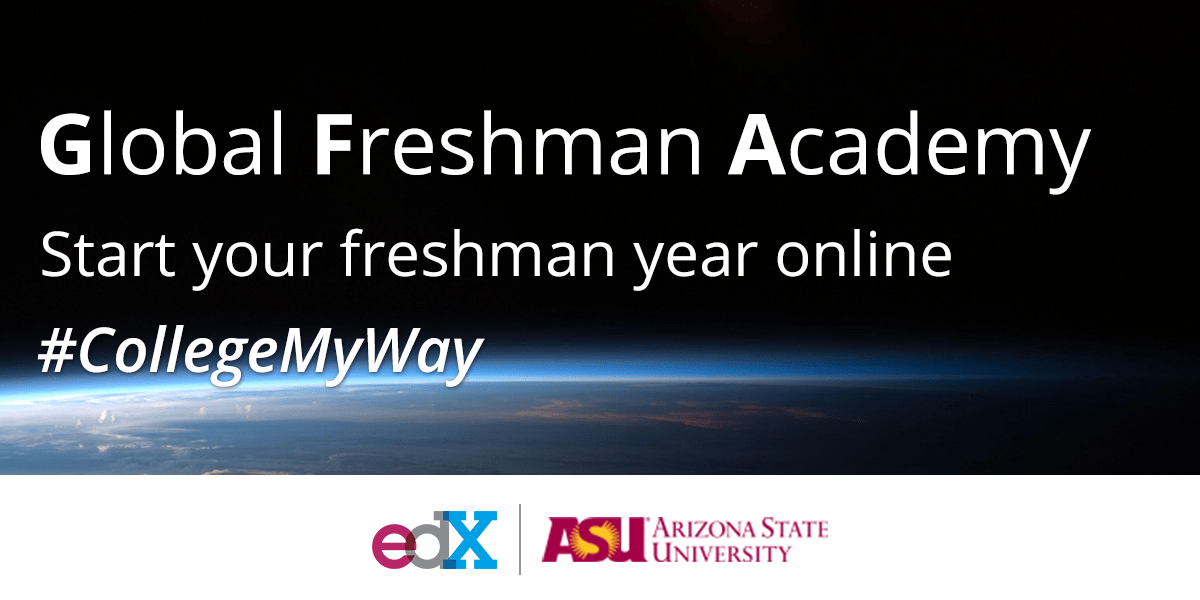 Global Freshman Academy
Start your freshman year online
#CollegeMyWay
edX
ASU ARIZONA STATE
UNIVERSITY